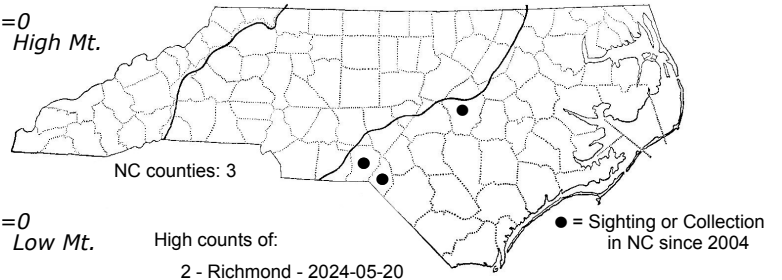 =0
High Mt.
NC counties: 3
=0
Low Mt.
High counts of:
2 - Richmond - 2024-05-20
● = Sighting or Collection
in NC since 2004